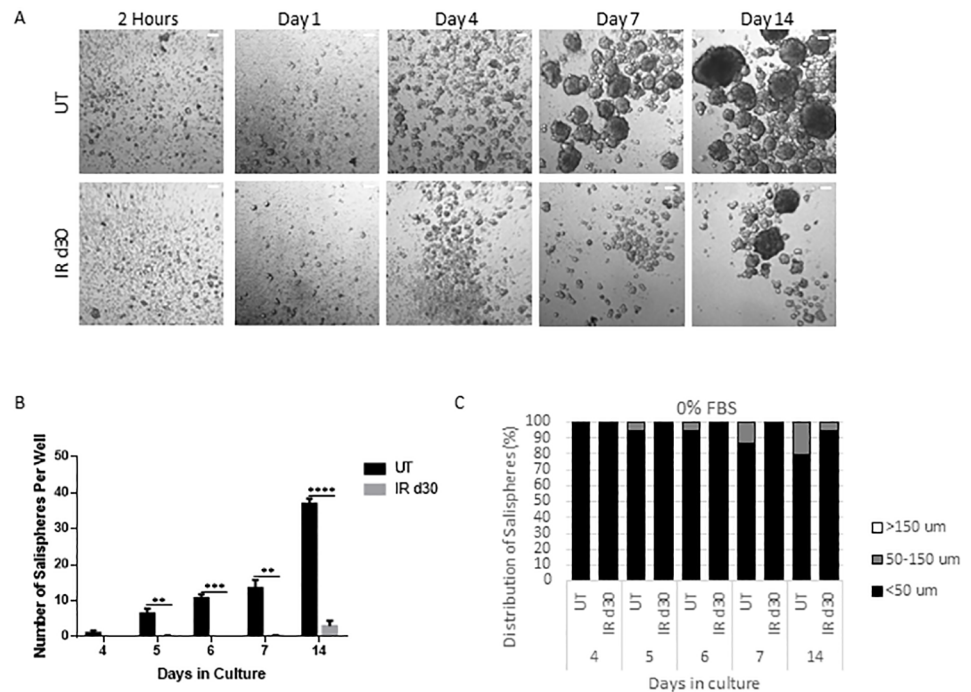 A
2 Hours Day 1 Day 4 Day 7 Day 14
UT
IR d30
B
Number of Salispheres Per Well
50
40
30
20
10
0
** *** ** ****
4 5 6 7 14
Days in Culture
UT
IR d30
C
0% FBS
Distribution of Salispheres (%)
100
90
80
70
60
50
40
30
20
10
0
UT IR d30 UT IR d30 UT IR d30 UT IR d30 UT IR d30
4 5 6 7 14
Days in culture
>150 um
50-150 um
<50 um